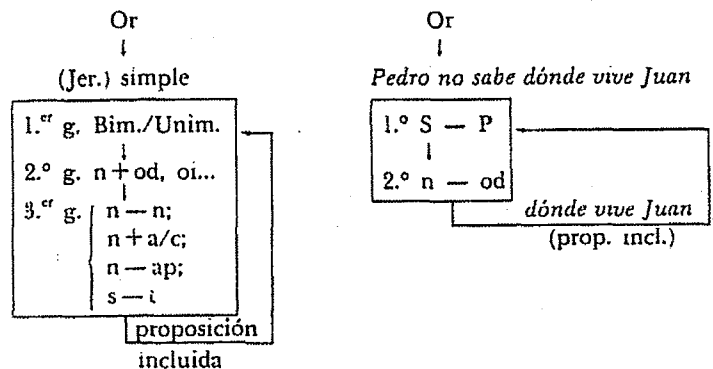 Or
↓
(Jer.) simple
1.er g. Bim./Unim.
↓
2.º g. n + od, oi...
↓
3.er g. { n — n;
n + a/c;
n — ap;
s — i
proposición
incluida
Or
↓
Pedro no sabe dónde vive Juan
1.º S — P
↓
2.º n — od
dónde vive Juan
(prop. incl.)